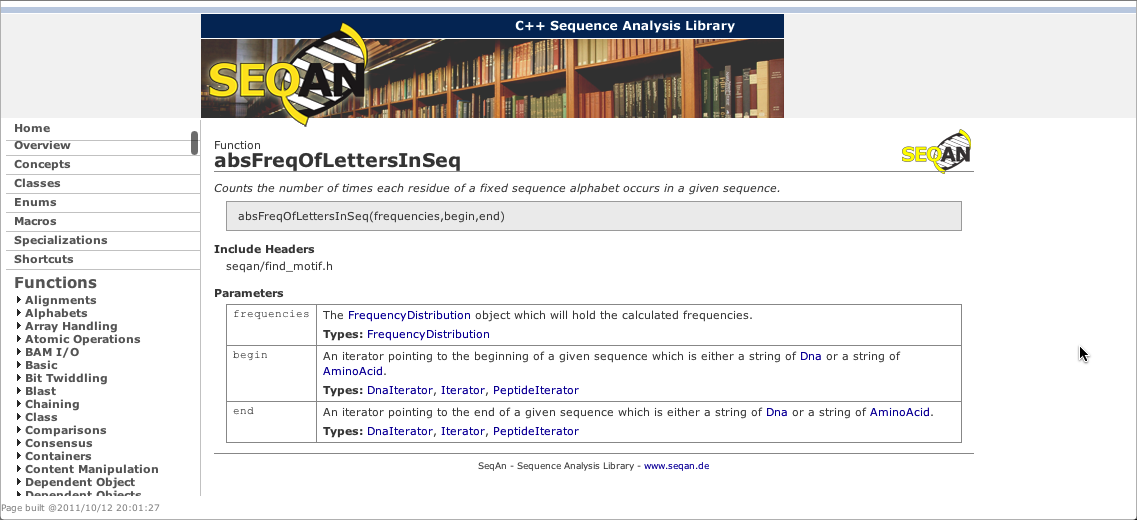 C++ Sequence Analysis Library
SEQAN
Home
Overview
Concepts
Classes
Enums
Macros
Specializations
Shortcuts
Functions
Alignments
Alphabets
Array Handling
Atomic Operations
BAM I/O
Basic
Bit Twiddling
Blast
Chaining
Class
Comparisons
Consensus
Containers
Content Manipulation
Dependent Object
Dependent Objects
Page built @2011/10/12 20:01:27
Function
absFreqOfLettersInSeq
SEQAN
Counts the number of times each residue of a fixed sequence alphabet occurs in a given sequence.
absFreqOfLettersInSeq(frequencies,begin,end)
Include Headers
seqan/find_motif.h
Parameters
frequencies The FrequencyDistribution object which will hold the calculated frequencies.
Types: FrequencyDistribution
begin An iterator pointing to the beginning of a given sequence which is either a string of Dna or a string of
AminoAcid.
Types: DnaIterator, Iterator, PeptideIterator
end An iterator pointing to the end of a given sequence which is either a string of Dna or a string of AminoAcid.
Types: DnaIterator, Iterator, PeptideIterator
SeqAn - Sequence Analysis Library - www.seqan.de